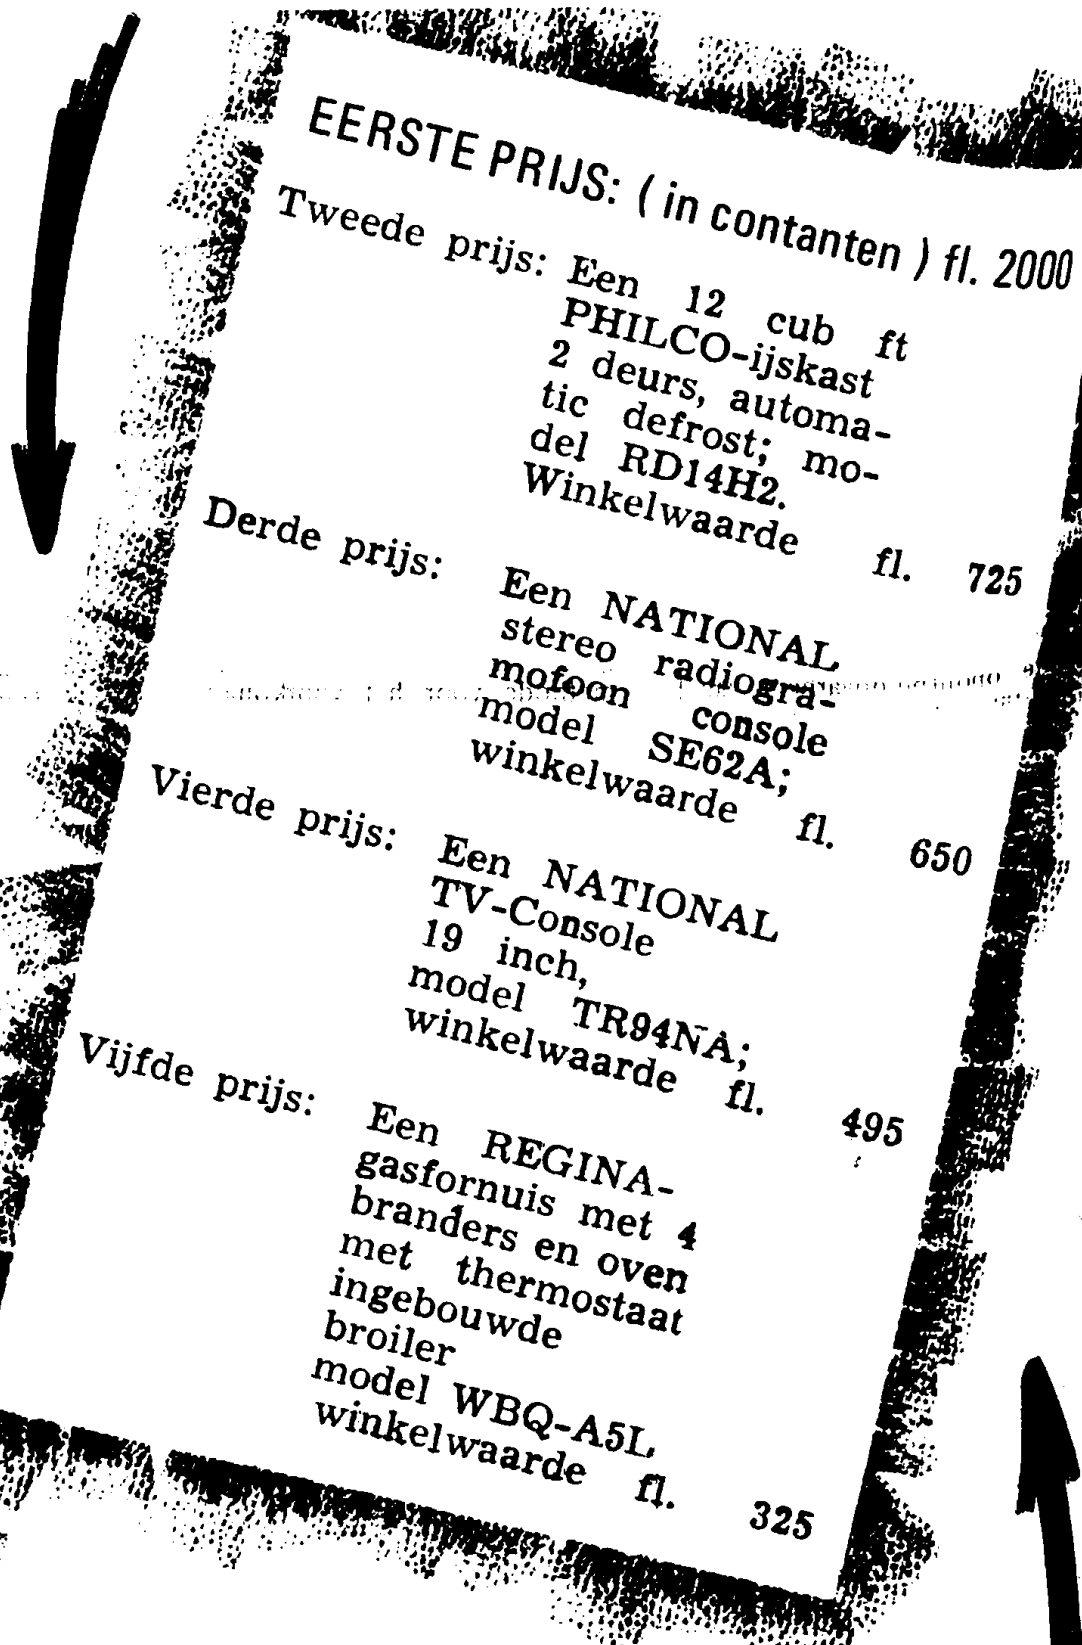 EERSTE PRIJS: ( in contanten ) fl. 2000
Tweede prijs: Een 12 cub ft
PHILCO-ijskast
2 deurs, automa-
tic defrost; mo-
del RD14H2.
Winkelwaarde fl. 725
Derde prijs: Een NATIONAL
stereo radiogra-
mofoon console
model SE62A;
winkelwaarde fl. 650
Vierde prijs: Een NATIONAL
TV-Console
19 inch,
model TR94NA;
winkelwaarde fl. 495
Vijfde prijs: Een REGINA-
gasfornuis met 4
branders en oven
met thermostaat
ingebouwde
broiler
model WBQ-A5L
winkelwaarde fl. 325